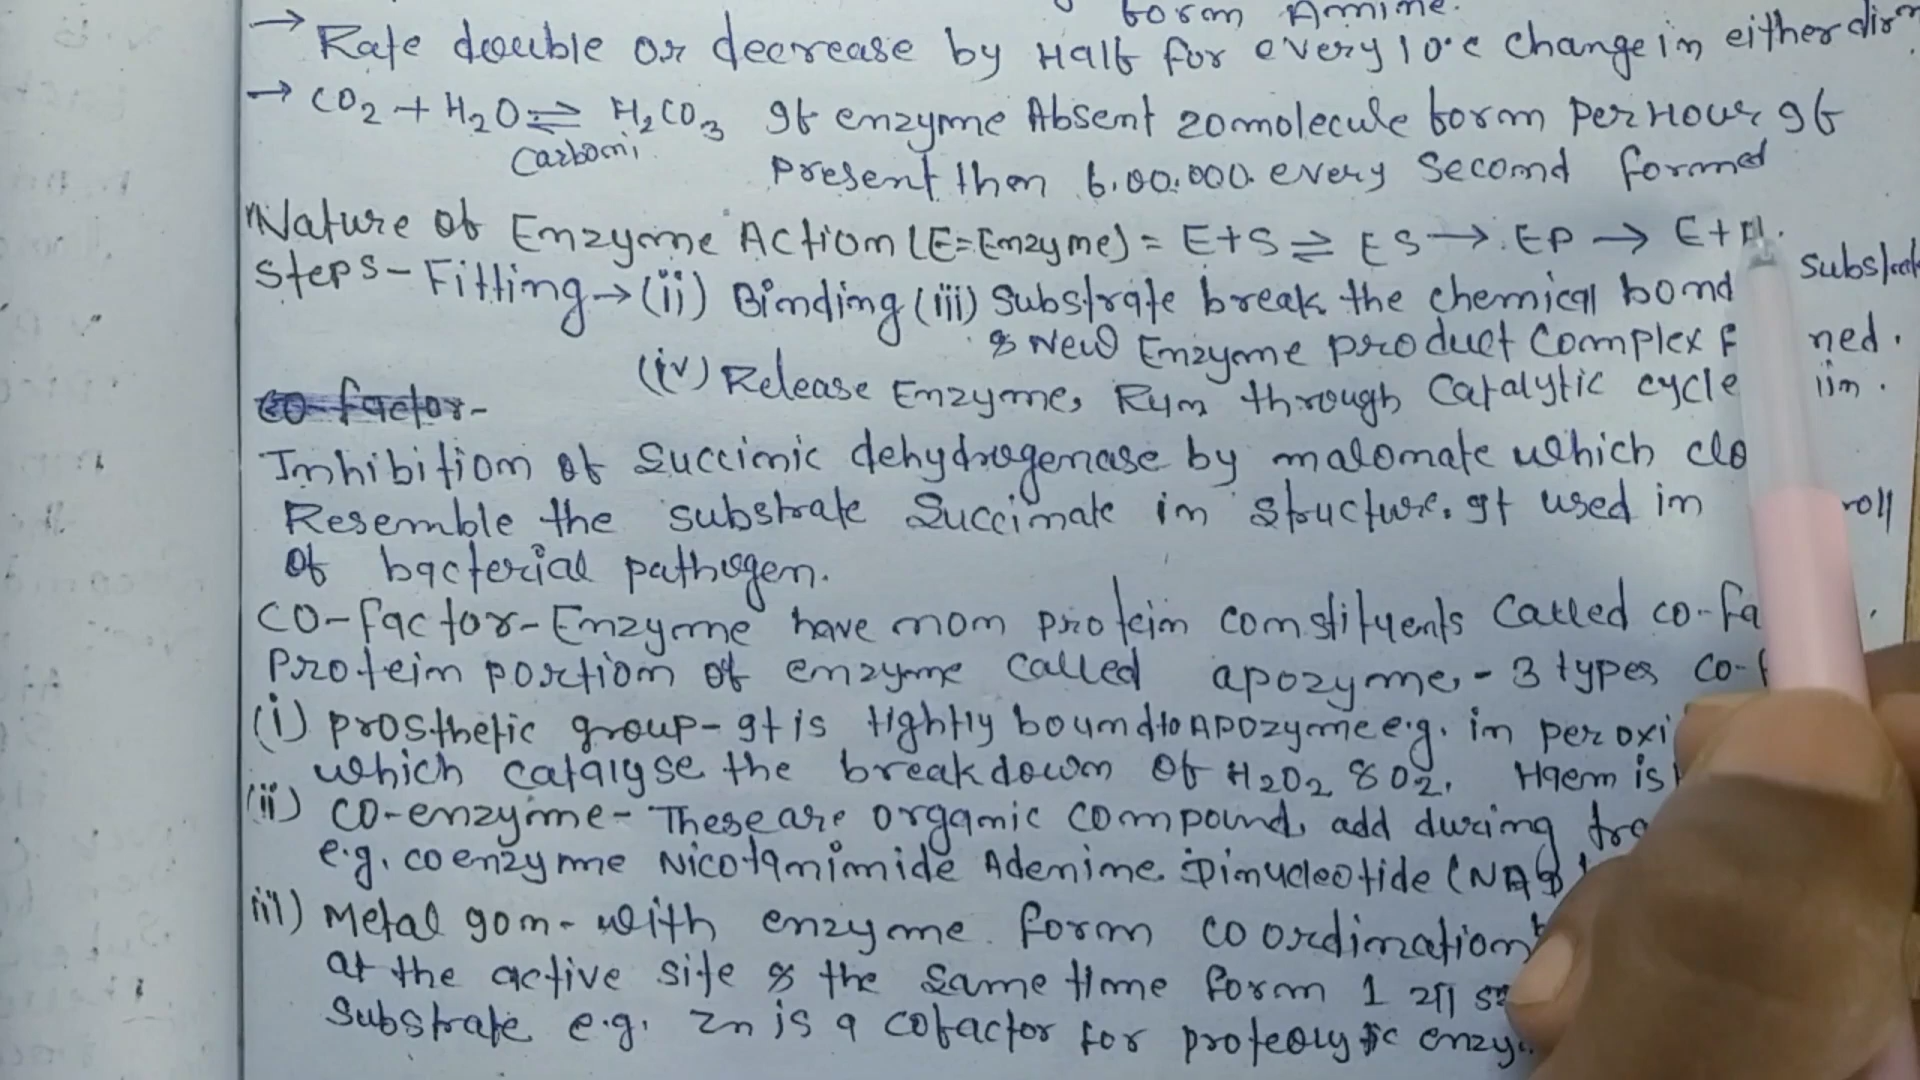 form Amine.
→ Rate double or decrease by Half for every 10°c change in either dirn
→ CO2 + H2O ⇌ H2CO3 If enzyme Absent 20 molecule form Per Hour If
Carboni
present then 6,00,000 every second formed
Nature of Enzyme Action (E=Enzyme) = E+S ⇌ ES → EP → E+
Steps - Fitting → (ii) Binding (iii) Substrate break the chemical bond
& New Enzyme product Complex ned.
(iv) Release Enzyme, Run through Catalytic cycle
co-factor-
Inhibition of Succinic dehydrogenase by malonate which clo
Resemble the substrate Succinate in structure. It used in roll
of bacterial pathogen.
CO-factor-Enzyme have non protein constituents Called co-fa
Protein portion of enzyme called apozyme. - 3 types co-f
(i) prosthetic group- It is tightly bound to Apozyme e.g. in peroxi
which catalyse the breakdown of H2O2 & O2. Haem is
(ii) co-enzyme - These are organic compound, add during tra
e.g. coenzyme Nicotanimide Adenine Dinucleotide (NAD
iii) Metal Ion- with enzyme form coordination
at the active site & the same time form 1 या
substrate e.g. Zn is a cofactor for proteolytic enzy